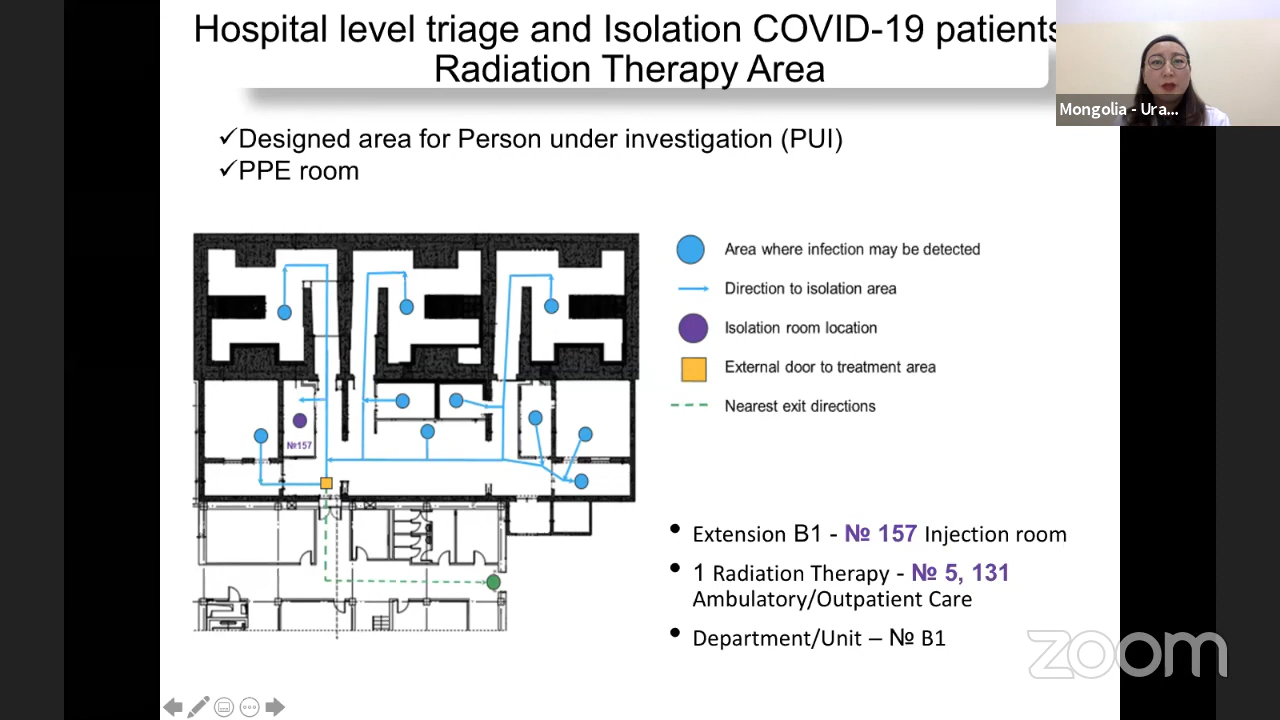 Hospital level triage and Isolation COVID-19 patients
Radiation Therapy Area
Mongolia - Ura...
✓Designed area for Person under investigation (PUI)
✓PPE room
Area where infection may be detected
Direction to isolation area
Isolation room location
External door to treatment area
Nearest exit directions
№157
• Extension B1 - № 157 Injection room
• 1 Radiation Therapy - № 5, 131
Ambulatory/Outpatient Care
• Department/Unit – № B1
zoom